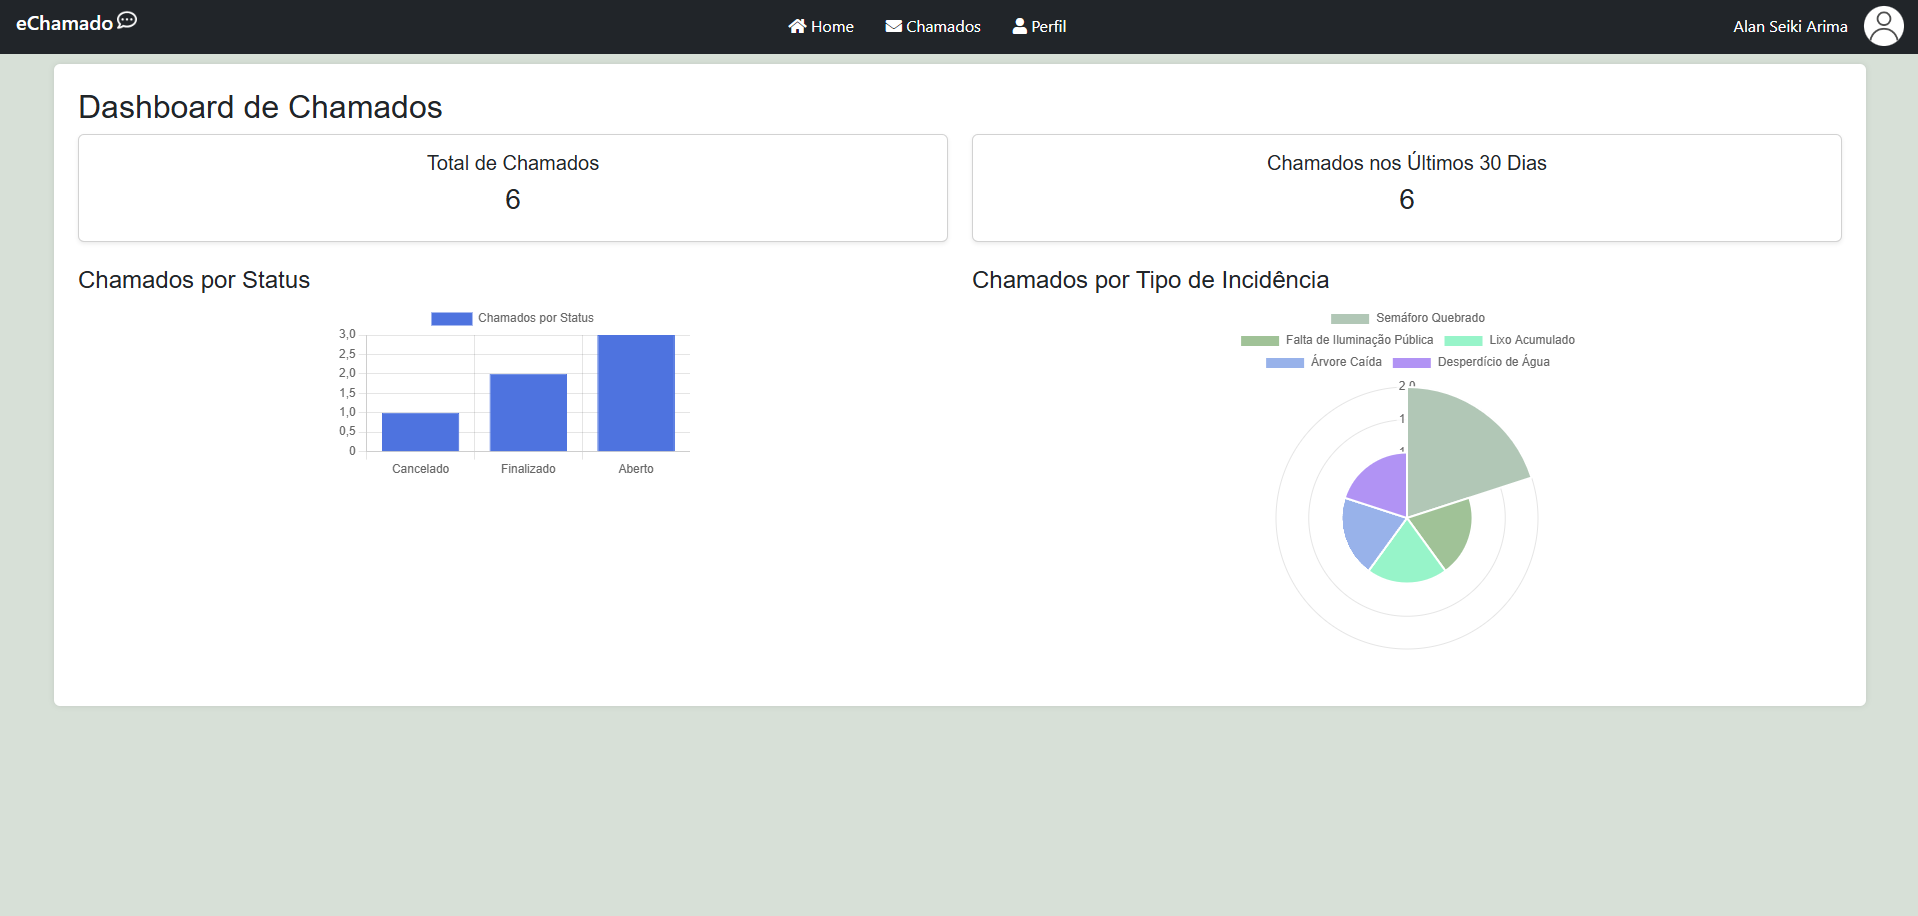 eChamado
Home Chamados Perfil
Alan Seiki Arima
Dashboard de Chamados
Total de Chamados
6
Chamados nos Últimos 30 Dias
6
Chamados por Status
Chamados por Status
3,0
2,5
2,0
1,5
1,0
0,5
0
Cancelado Finalizado Aberto
Chamados por Tipo de Incidência
Semáforo Quebrado
Falta de Iluminação Pública Lixo Acumulado
Árvore Caída Desperdício de Água
2,0
1
1